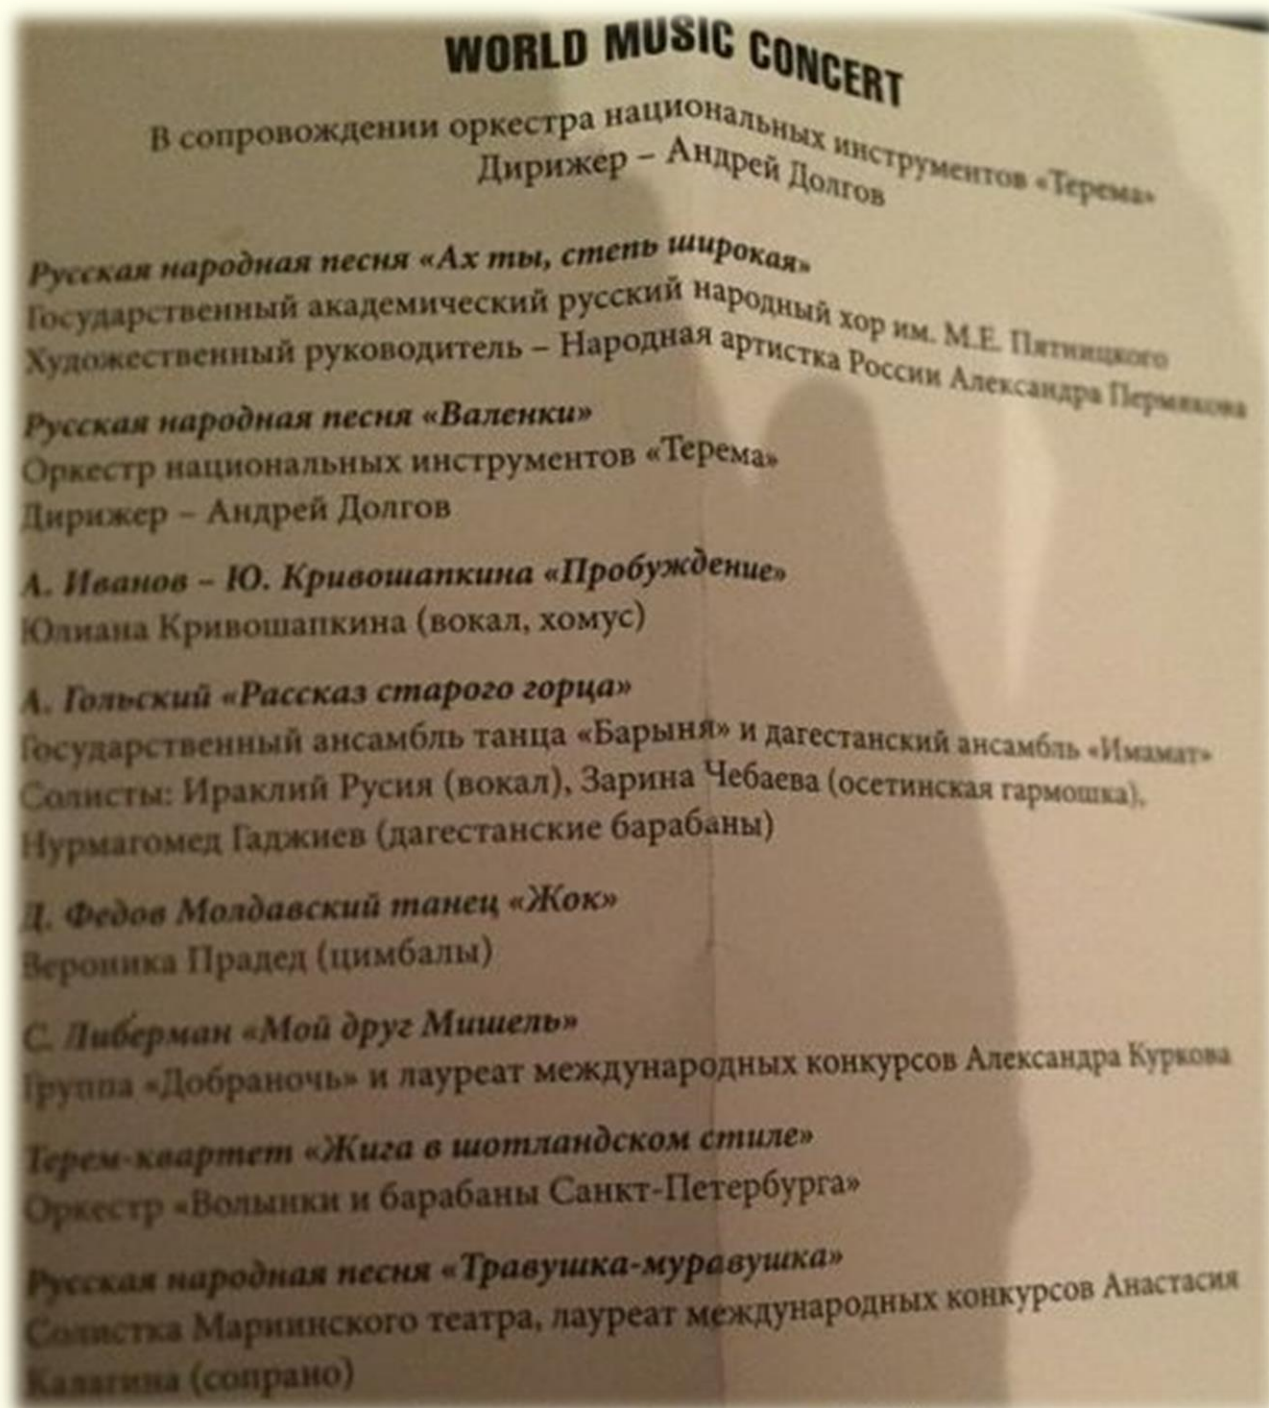 WORLD MUSIC CONCERT
В сопровождении оркестра национальных инструментов «Терема»
Дирижер – Андрей Долгов
Русская народная песня «Ах ты, степь широкая»
Государственный академический русский народный хор им. М.Е. Пятницкого
Художественный руководитель – Народная артистка России Александра Пермякова
Русская народная песня «Валенки»
Оркестр национальных инструментов «Терема»
Дирижер – Андрей Долгов
А. Иванов – Ю. Кривошапкина «Пробуждение»
Юлиана Кривошапкина (вокал, хомус)
А. Гольский «Рассказ старого горца»
Государственный ансамбль танца «Барыня» и дагестанский ансамбль «Имамат»
Солисты: Ираклий Русия (вокал), Зарина Чебаева (осетинская гармошка),
Нурмагомед Гаджиев (дагестанские барабаны)
Д. Федов Молдавский танец «Жок»
Вероника Прадед (цимбалы)
С. Либерман «Мой друг Мишель»
Группа «Добраночь» и лауреат международных конкурсов Александра Куркова
Терем-квартет «Жига в шотландском стиле»
Оркестр «Волынки и барабаны Санкт-Петербурга»
Русская народная песня «Травушка-муравушка»
Солистка Мариинского театра, лауреат международных конкурсов Анастасия
Калагина (сопрано)